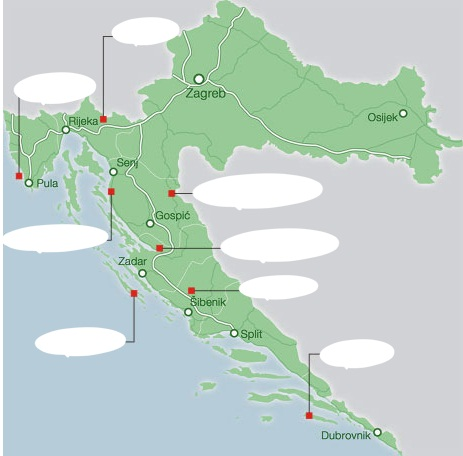 Zagreb
Osijek
Rijeka
Senj
Pula
Gospić
Zadar
Šibenik
Split
Dubrovnik